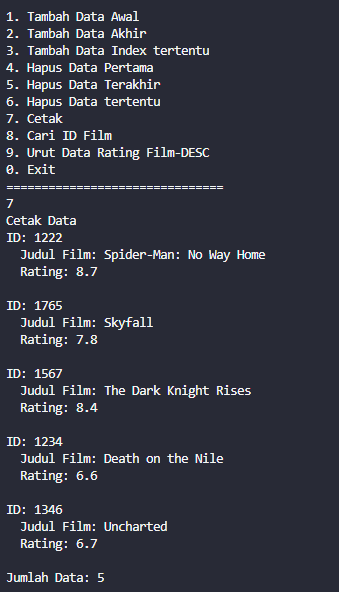 1. Tambah Data Awal
2. Tambah Data Akhir
3. Tambah Data Index tertentu
4. Hapus Data Pertama
5. Hapus Data Terakhir
6. Hapus Data tertentu
7. Cetak
8. Cari ID Film
9. Urut Data Rating Film-DESC
0. Exit
===============================
7
Cetak Data
ID: 1222
Judul Film: Spider-Man: No Way Home
Rating: 8.7
ID: 1765
Judul Film: Skyfall
Rating: 7.8
ID: 1567
Judul Film: The Dark Knight Rises
Rating: 8.4
ID: 1234
Judul Film: Death on the Nile
Rating: 6.6
ID: 1346
Judul Film: Uncharted
Rating: 6.7
Jumlah Data: 5